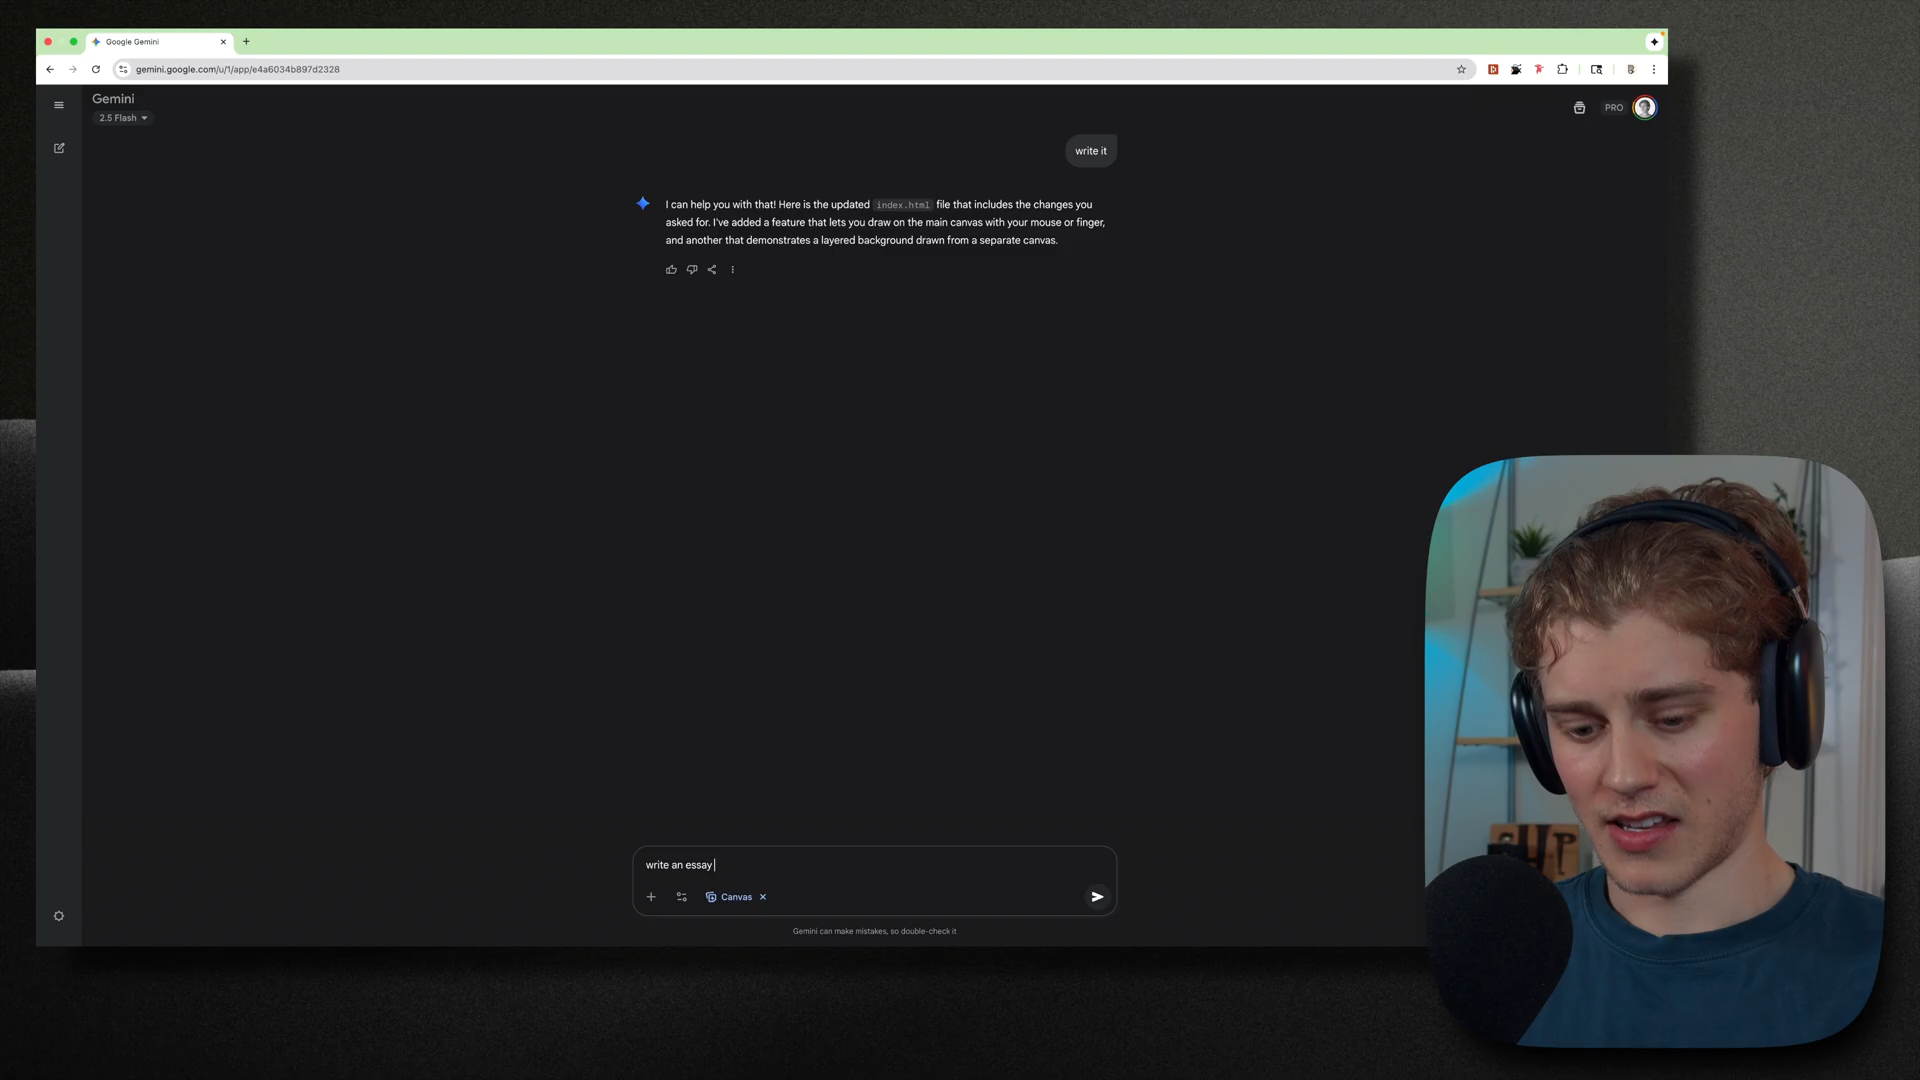 Google Gemini
gemini.google.com/u/1/app/e4a6034b897d2328
Gemini
2.5 Flash
PRO
write it
I can help you with that! Here is the updated index.html file that includes the changes you
asked for. I've added a feature that lets you draw on the main canvas with your mouse or finger,
and another that demonstrates a layered background drawn from a separate canvas.
write an essay
Canvas
Gemini can make mistakes, so double-check it